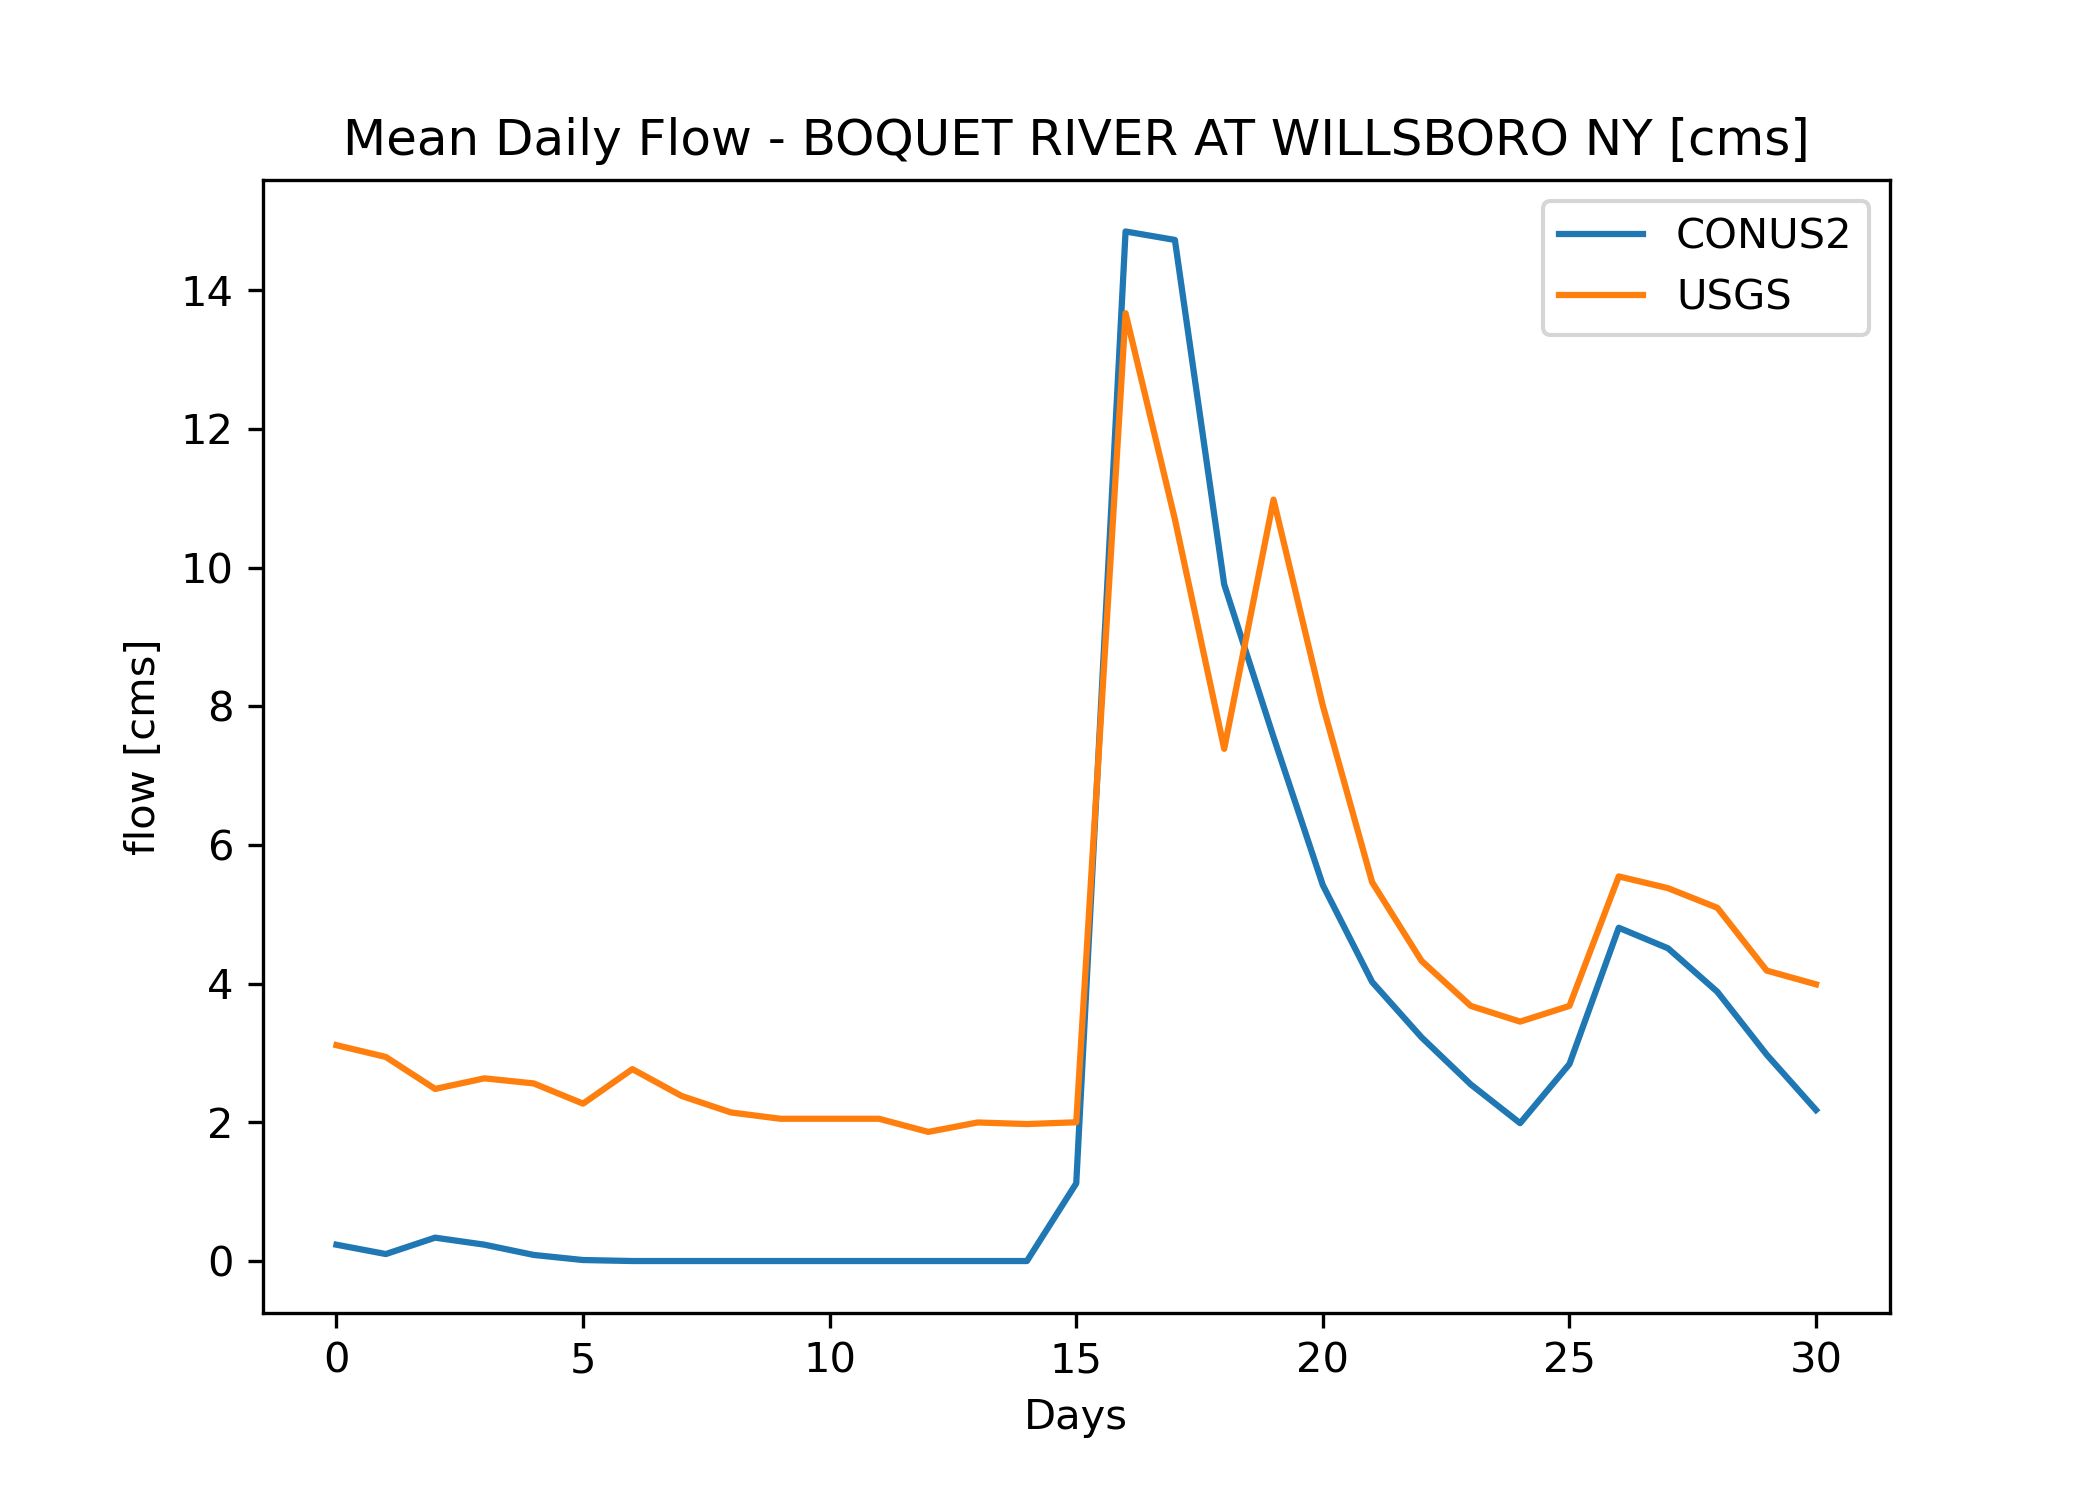 Mean Daily Flow - BOQUET RIVER AT WILLSBORO NY [cms]
CONUS2
USGS
14
12
10
8
6
4
2
0
flow [cms]
0 5 10 15 20 25 30
Days